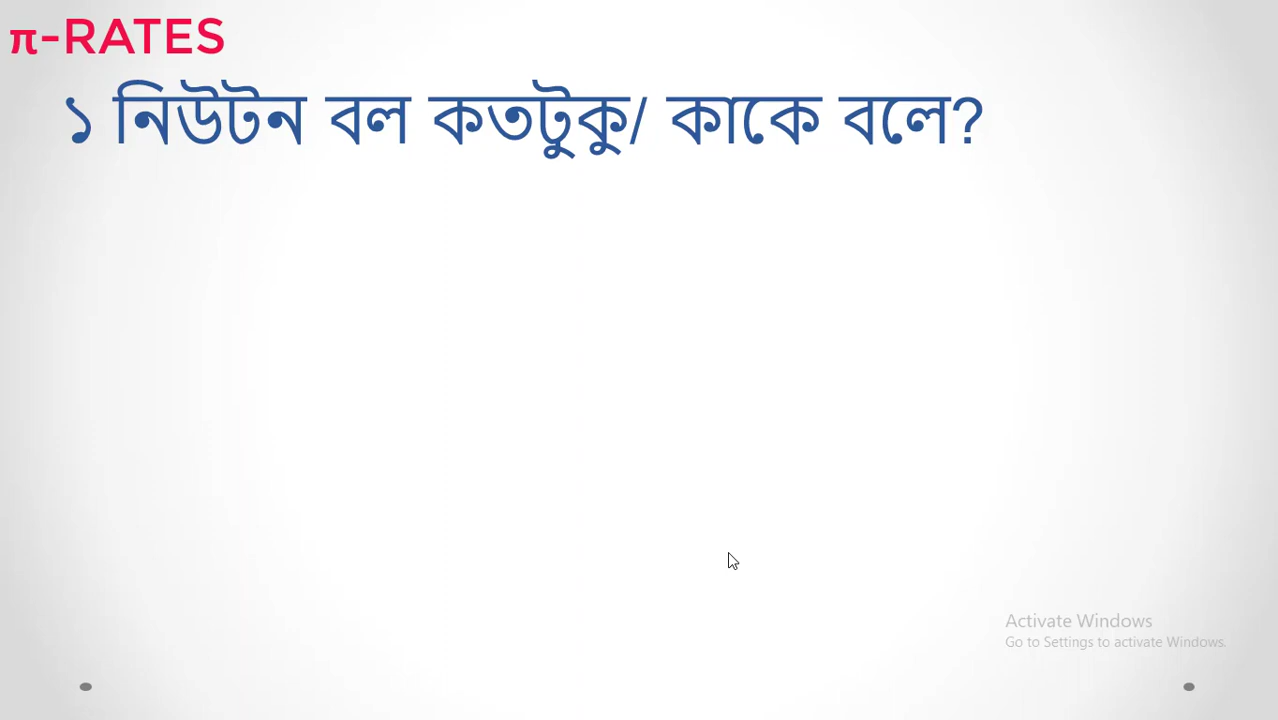 π-RATES
১ নিউটন বল কতটুকু/ কাকে বলে?
Activate Windows
Go to Settings to activate Windows.